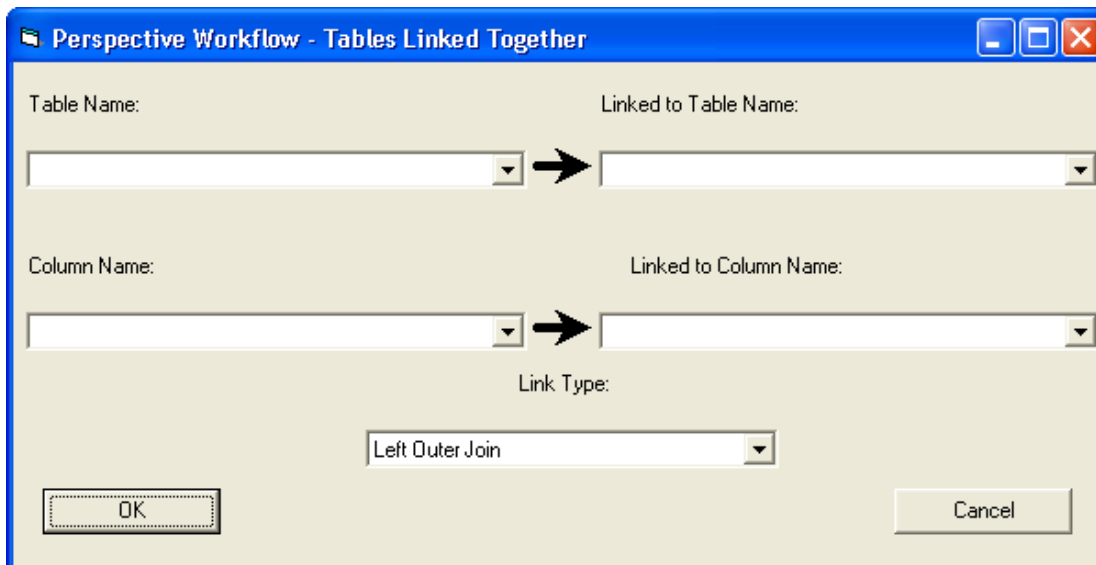 Perspective Workflow - Tables Linked Together
Table Name: Linked to Table Name:
Column Name: Linked to Column Name:
Link Type:
Left Outer Join
OK Cancel